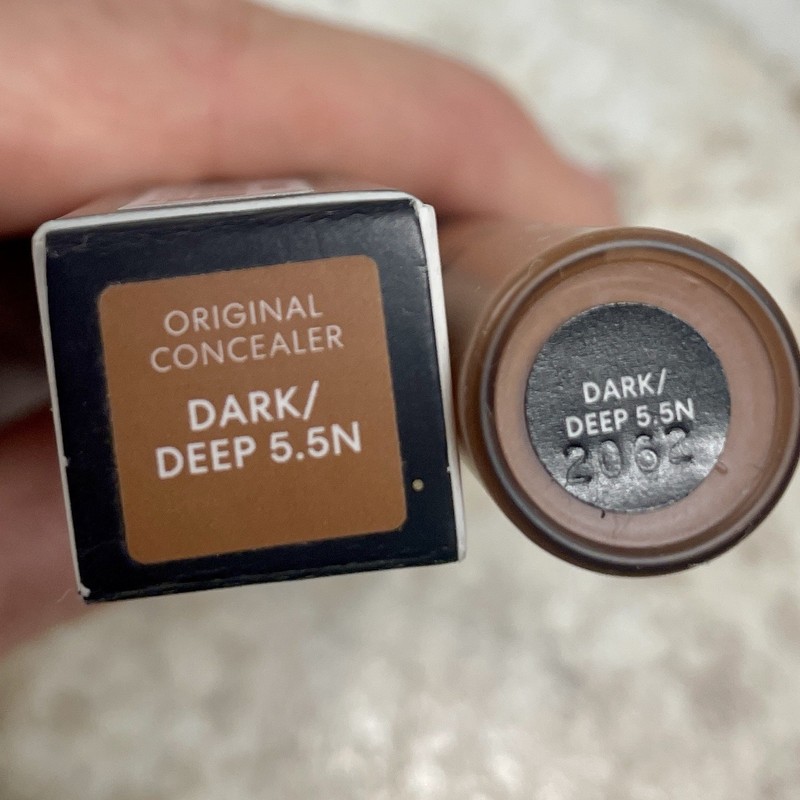 ORIGINAL
CONCEALER
DARK/
DEEP 5.5N
DARK/
DEEP 5.5N
2062